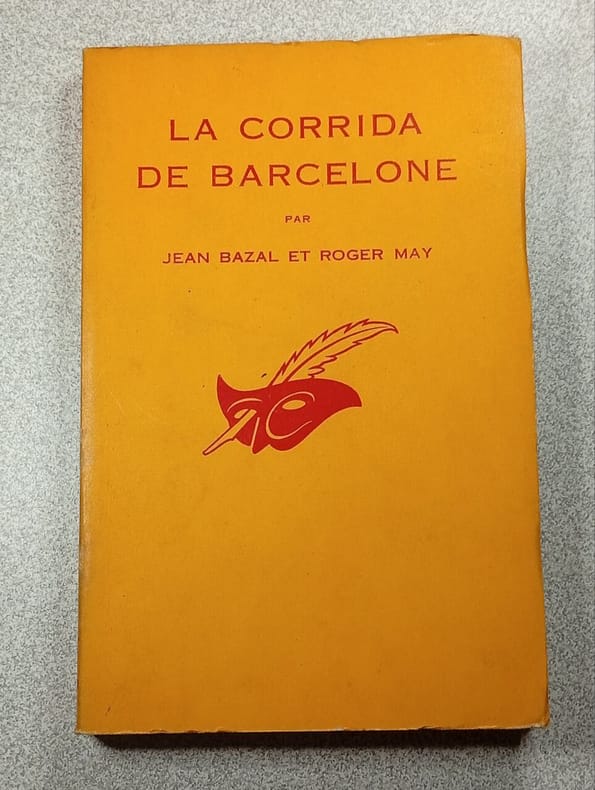 LA CORRIDA
DE BARCELONE
PAR
JEAN BAZAL ET ROGER MAY